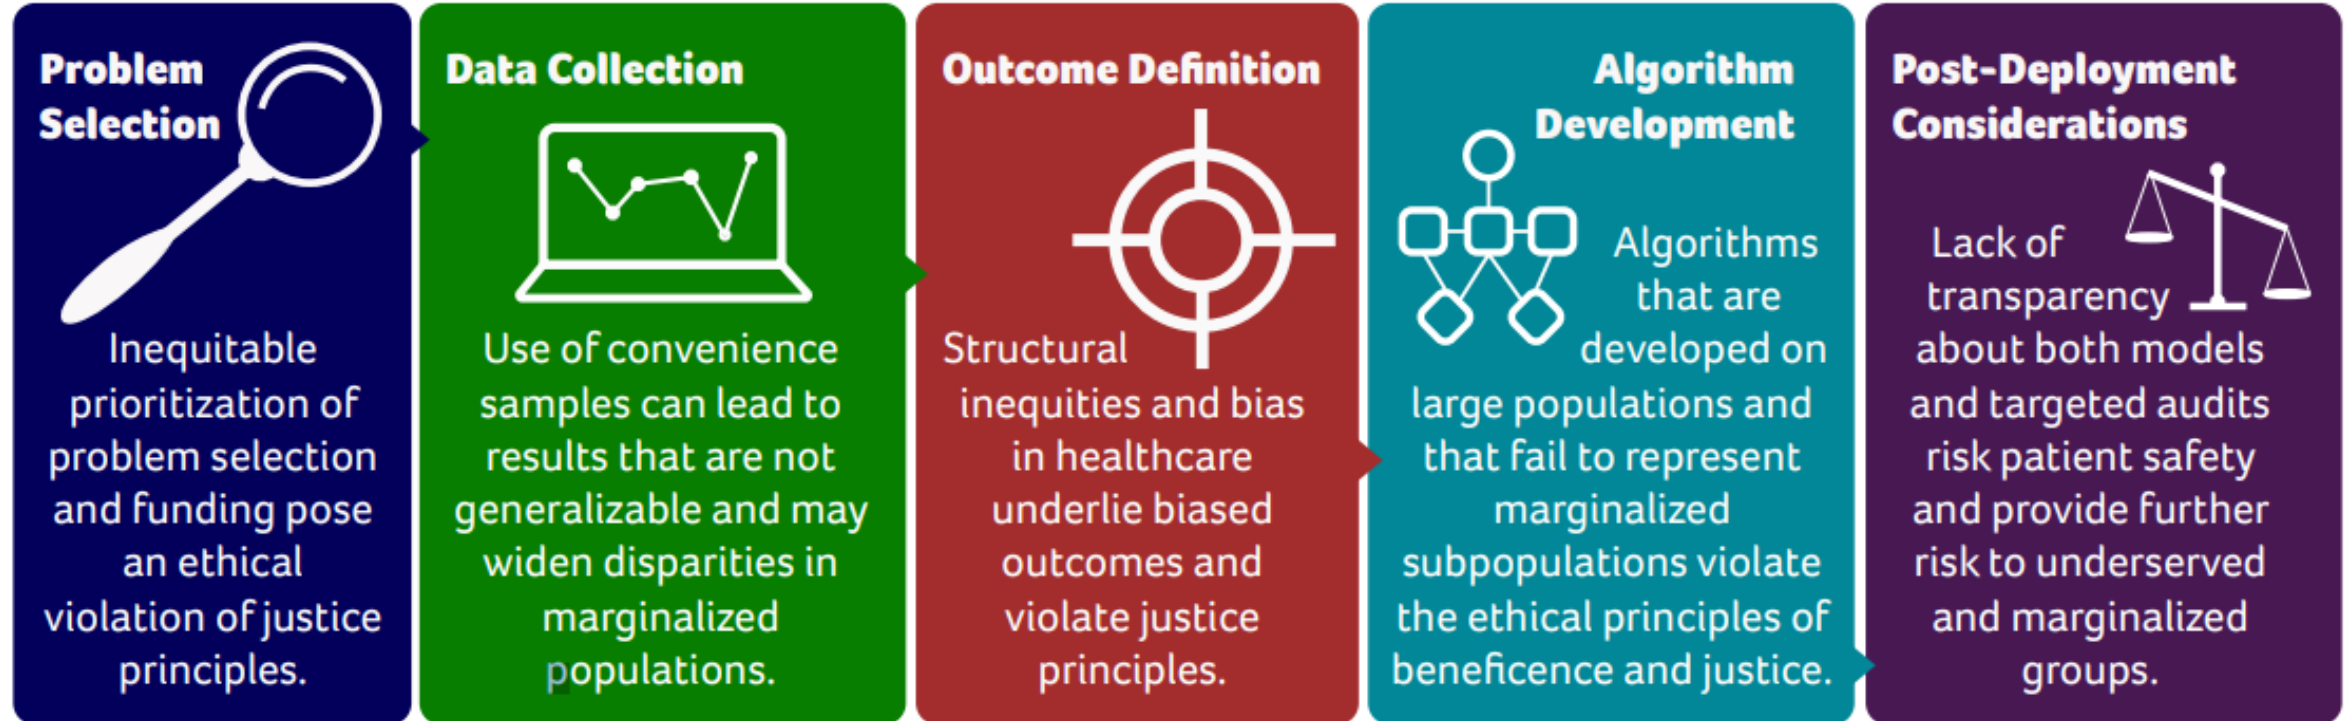 Problem
Selection
Inequitable
prioritization of
problem selection
and funding pose
an ethical
violation of justice
principles.
Data Collection
Use of convenience
samples can lead to
results that are not
generalizable and may
widen disparities in
marginalized
populations.
Outcome Definition
Structural
inequities and bias
in healthcare
underlie biased
outcomes and
violate justice
principles.
Algorithm
Development
Algorithms
that are
developed on
large populations and
that fail to represent
marginalized
subpopulations violate
the ethical principles of
beneficence and justice.
Post-Deployment
Considerations
Lack of
transparency
about both models
and targeted audits
risk patient safety
and provide further
risk to underserved
and marginalized
groups.